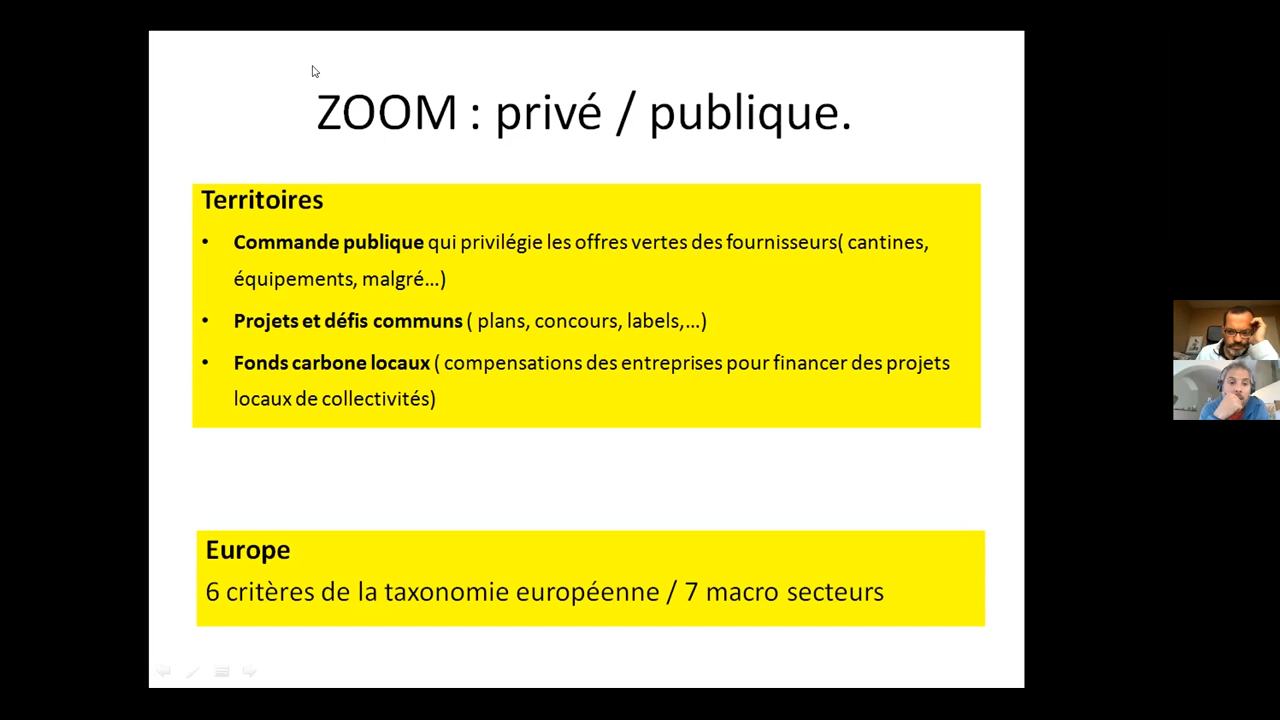 ZOOM : privé / publique.
Territoires
• Commande publique qui privilégie les offres vertes des fournisseurs( cantines,
équipements, malgré...)
• Projets et défis communs ( plans, concours, labels,...)
• Fonds carbone locaux ( compensations des entreprises pour financer des projets
locaux de collectivités)
Europe
6 critères de la taxonomie européenne / 7 macro secteurs